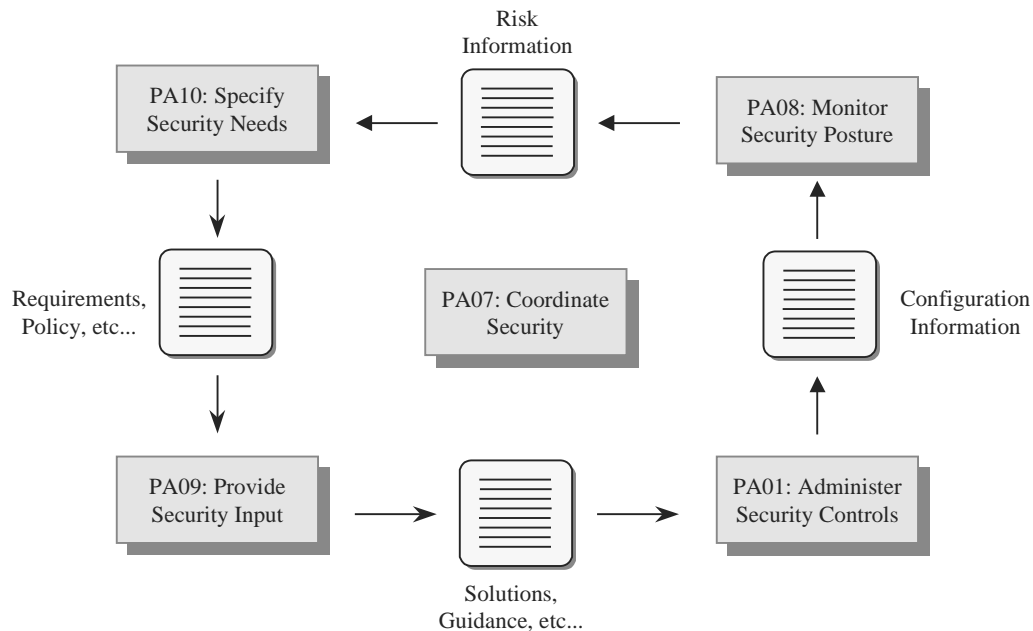 Risk
Information
PA10: Specify
Security Needs
PA08: Monitor
Security Posture
Requirements,
Policy, etc...
PA07: Coordinate
Security
Configuration
Information
PA09: Provide
Security Input
PA01: Administer
Security Controls
Solutions,
Guidance, etc...